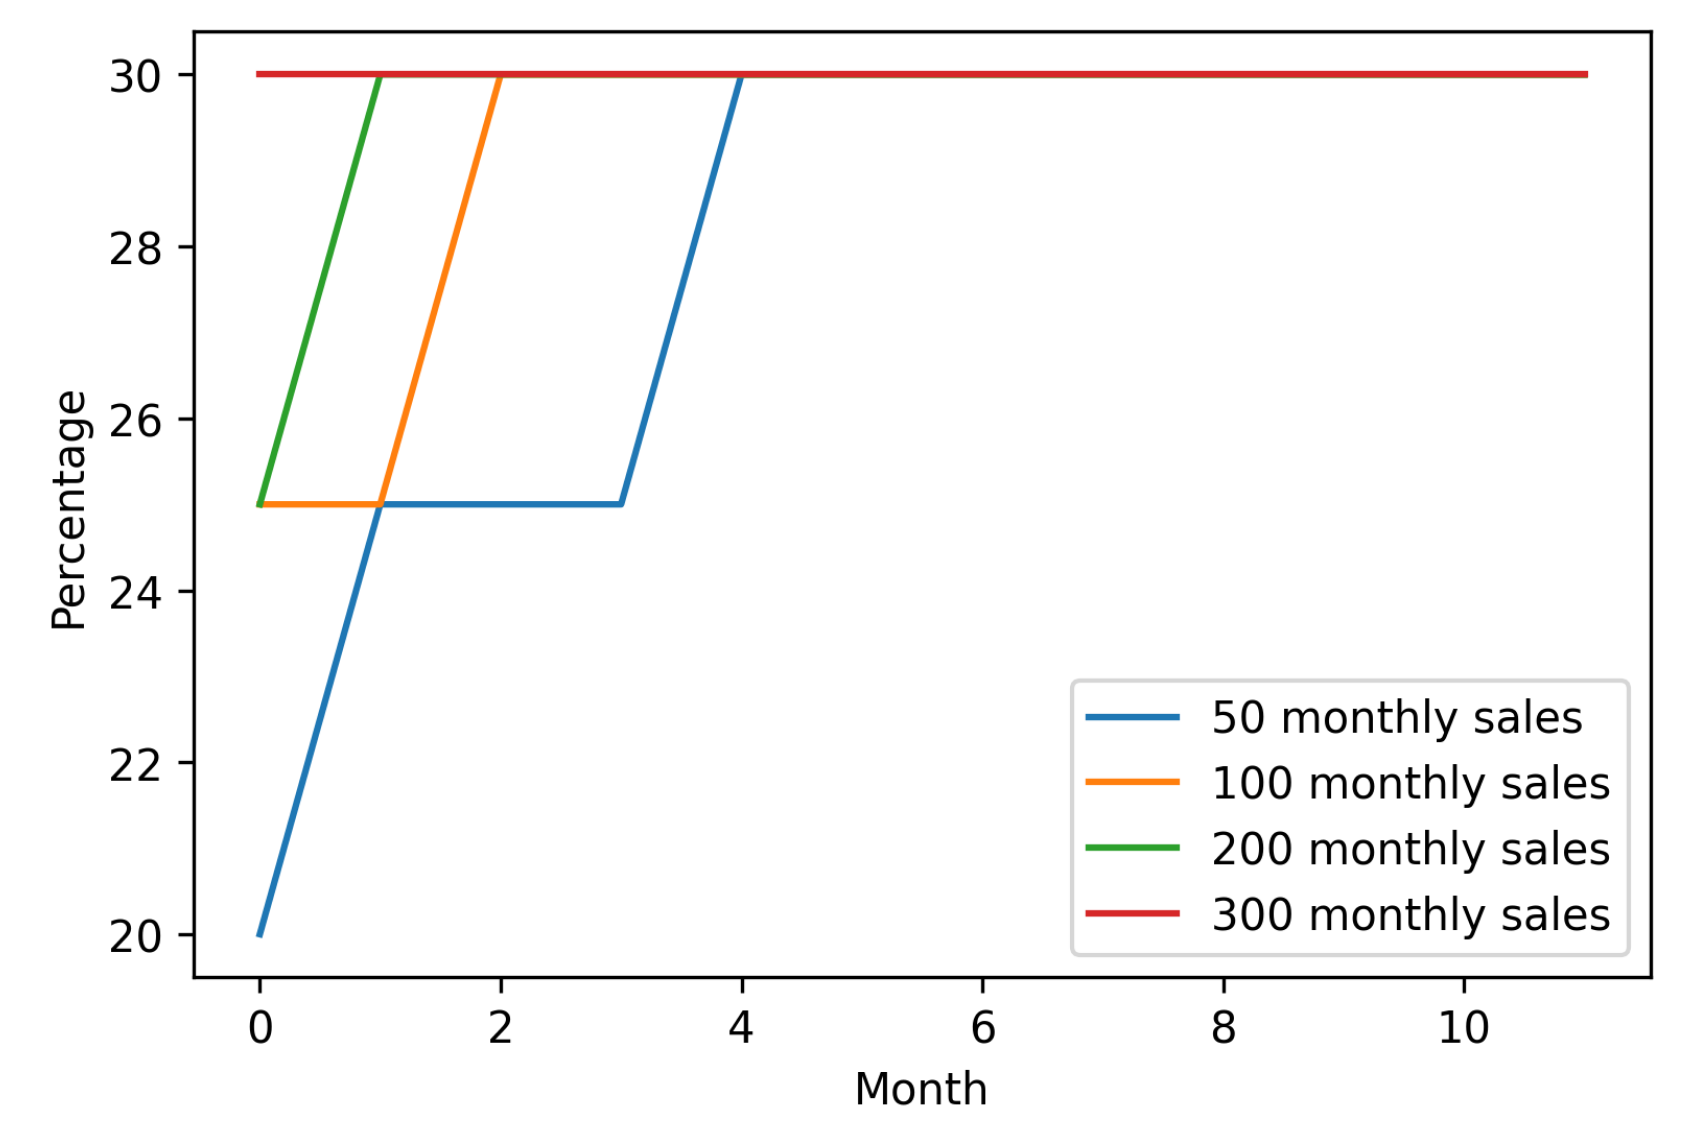 30
28
26
24
22
20
Percentage
0 2 4 6 8 10
Month
50 monthly sales
100 monthly sales
200 monthly sales
300 monthly sales